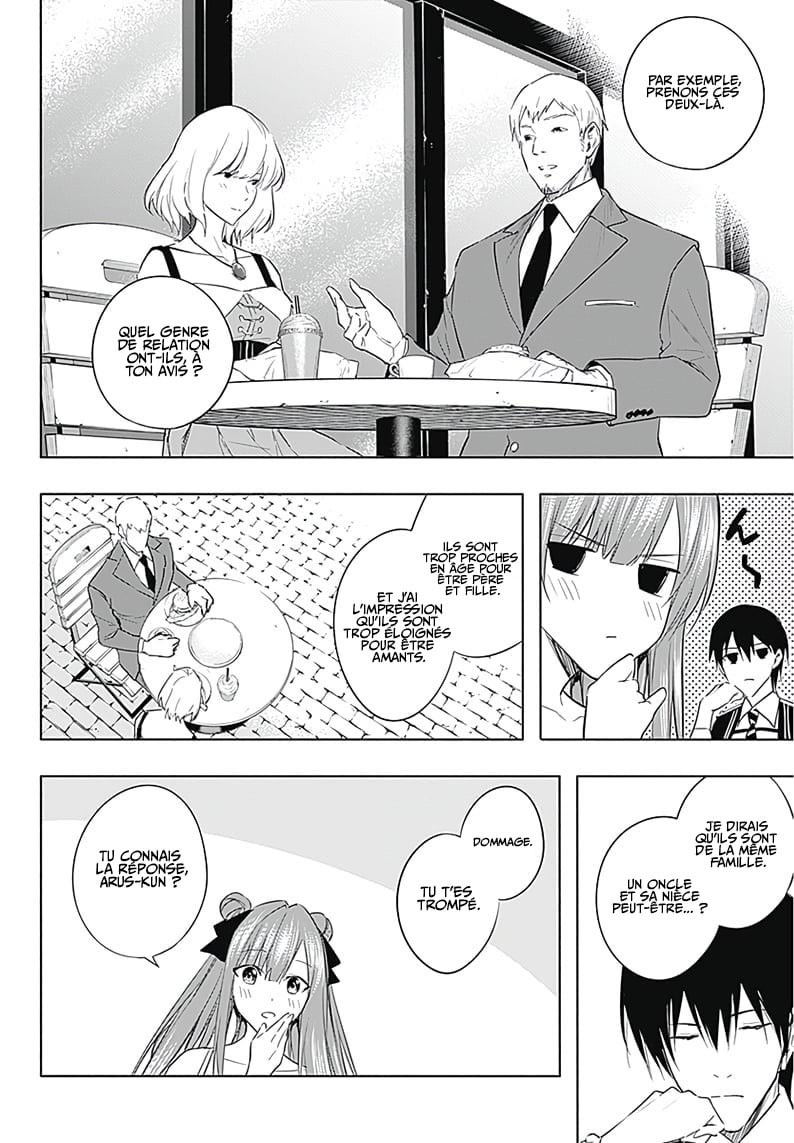 PAR EXEMPLE,
PRENONS CES
DEUX-LÀ.
QUEL GENRE
DE RELATION
ONT-ILS, À
TON AVIS ?
ん〜
ILS SONT
TROP PROCHES
EN ÂGE POUR
ÊTRE PÈRE
ET FILLE.
ET J'AI
L'IMPRESSION
QU'ILS SONT
TROP ÉLOIGNÉS
POUR ÊTRE
AMANTS.
JE DIRAIS
QU'ILS SONT
DE LA MÊME
FAMILLE.
UN ONCLE
ET SA NIÈCE
PEUT-ÊTRE... ?
DOMMAGE.
TU T'ES
TROMPÉ.
TU CONNAIS
LA RÉPONSE,
ARUS-KUN ?